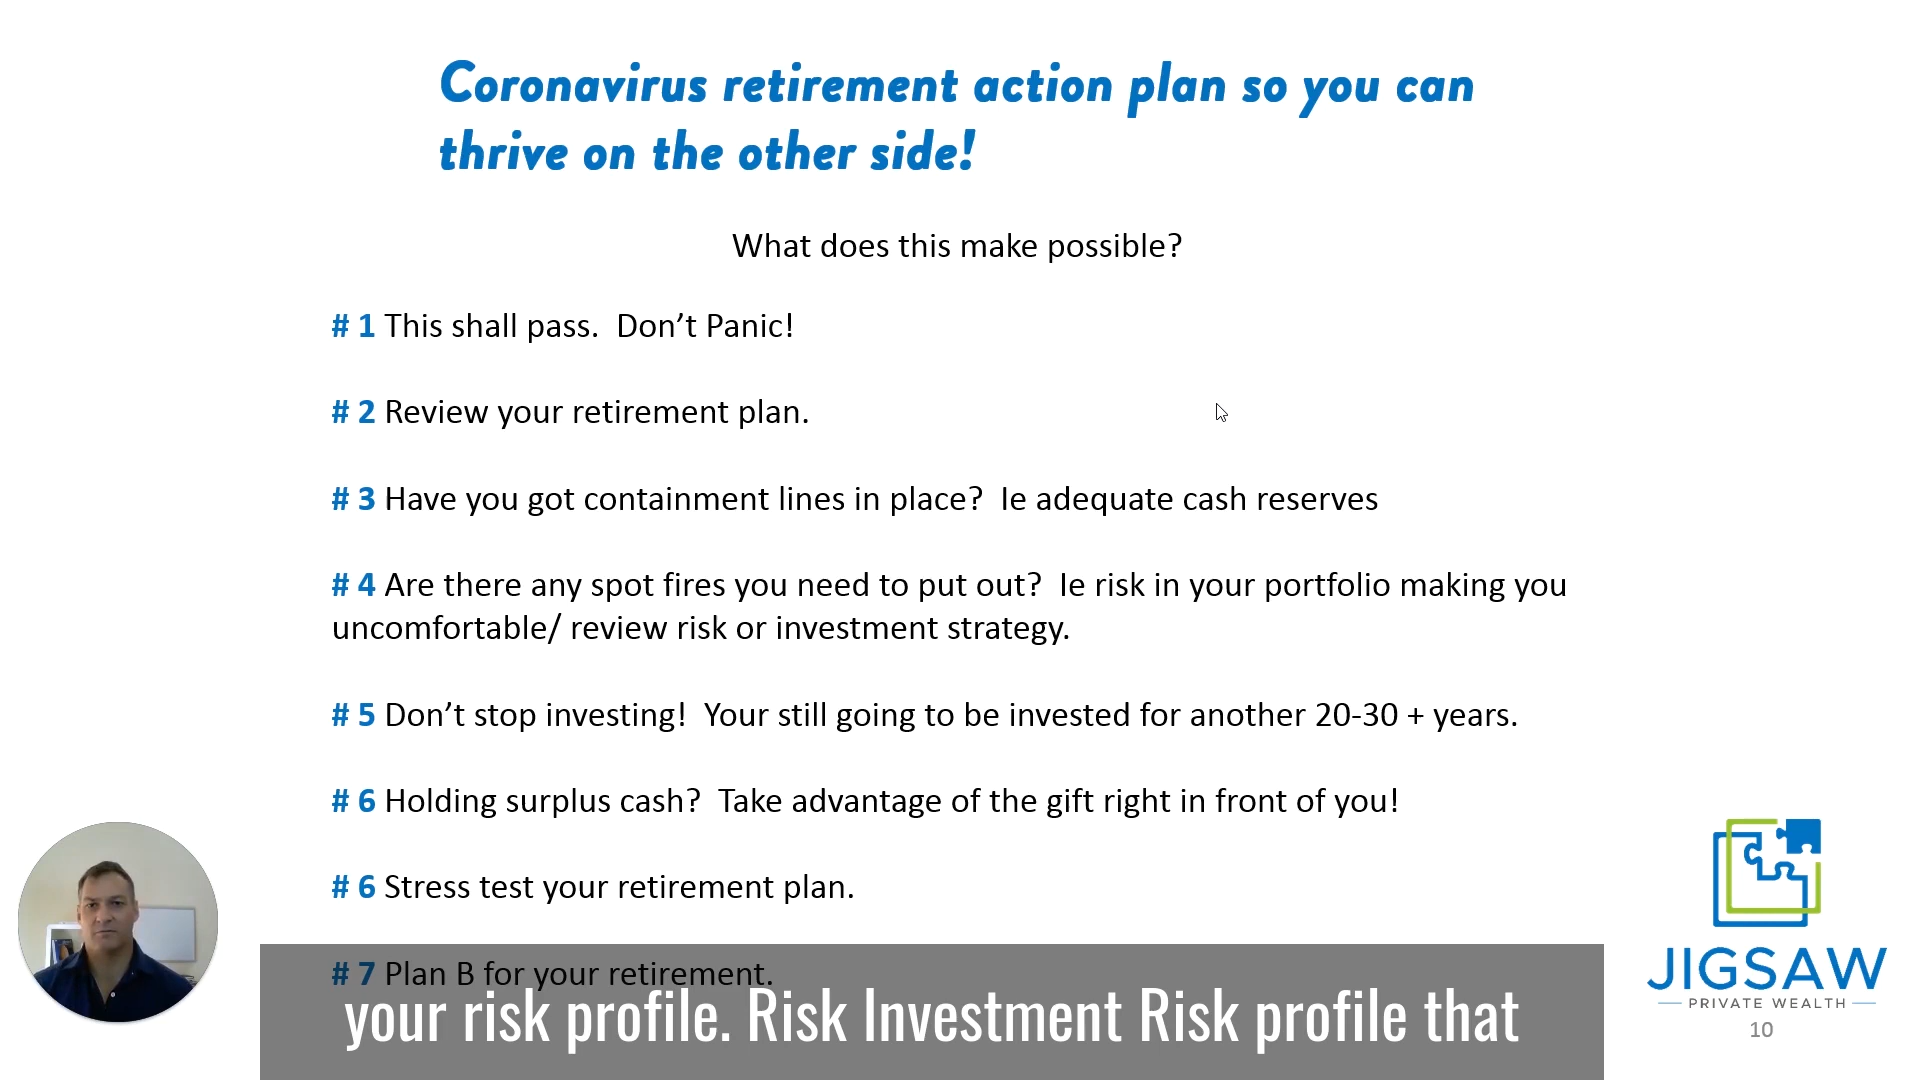 Coronavirus retirement action plan so you can
thrive on the other side!
What does this make possible?
# 1 This shall pass.  Don’t Panic!
# 2 Review your retirement plan.
# 3 Have you got containment lines in place?  Ie adequate cash reserves
# 4 Are there any spot fires you need to put out?  Ie risk in your portfolio making you
uncomfortable/ review risk or investment strategy.
# 5 Don’t stop investing!  Your still going to be invested for another 20-30 + years.
# 6 Holding surplus cash?  Take advantage of the gift right in front of you!
# 6 Stress test your retirement plan.
# 7 Plan B for your retirement.
your risk profile. Risk Investment Risk profile that
JIGSAW
PRIVATE WEALTH
10